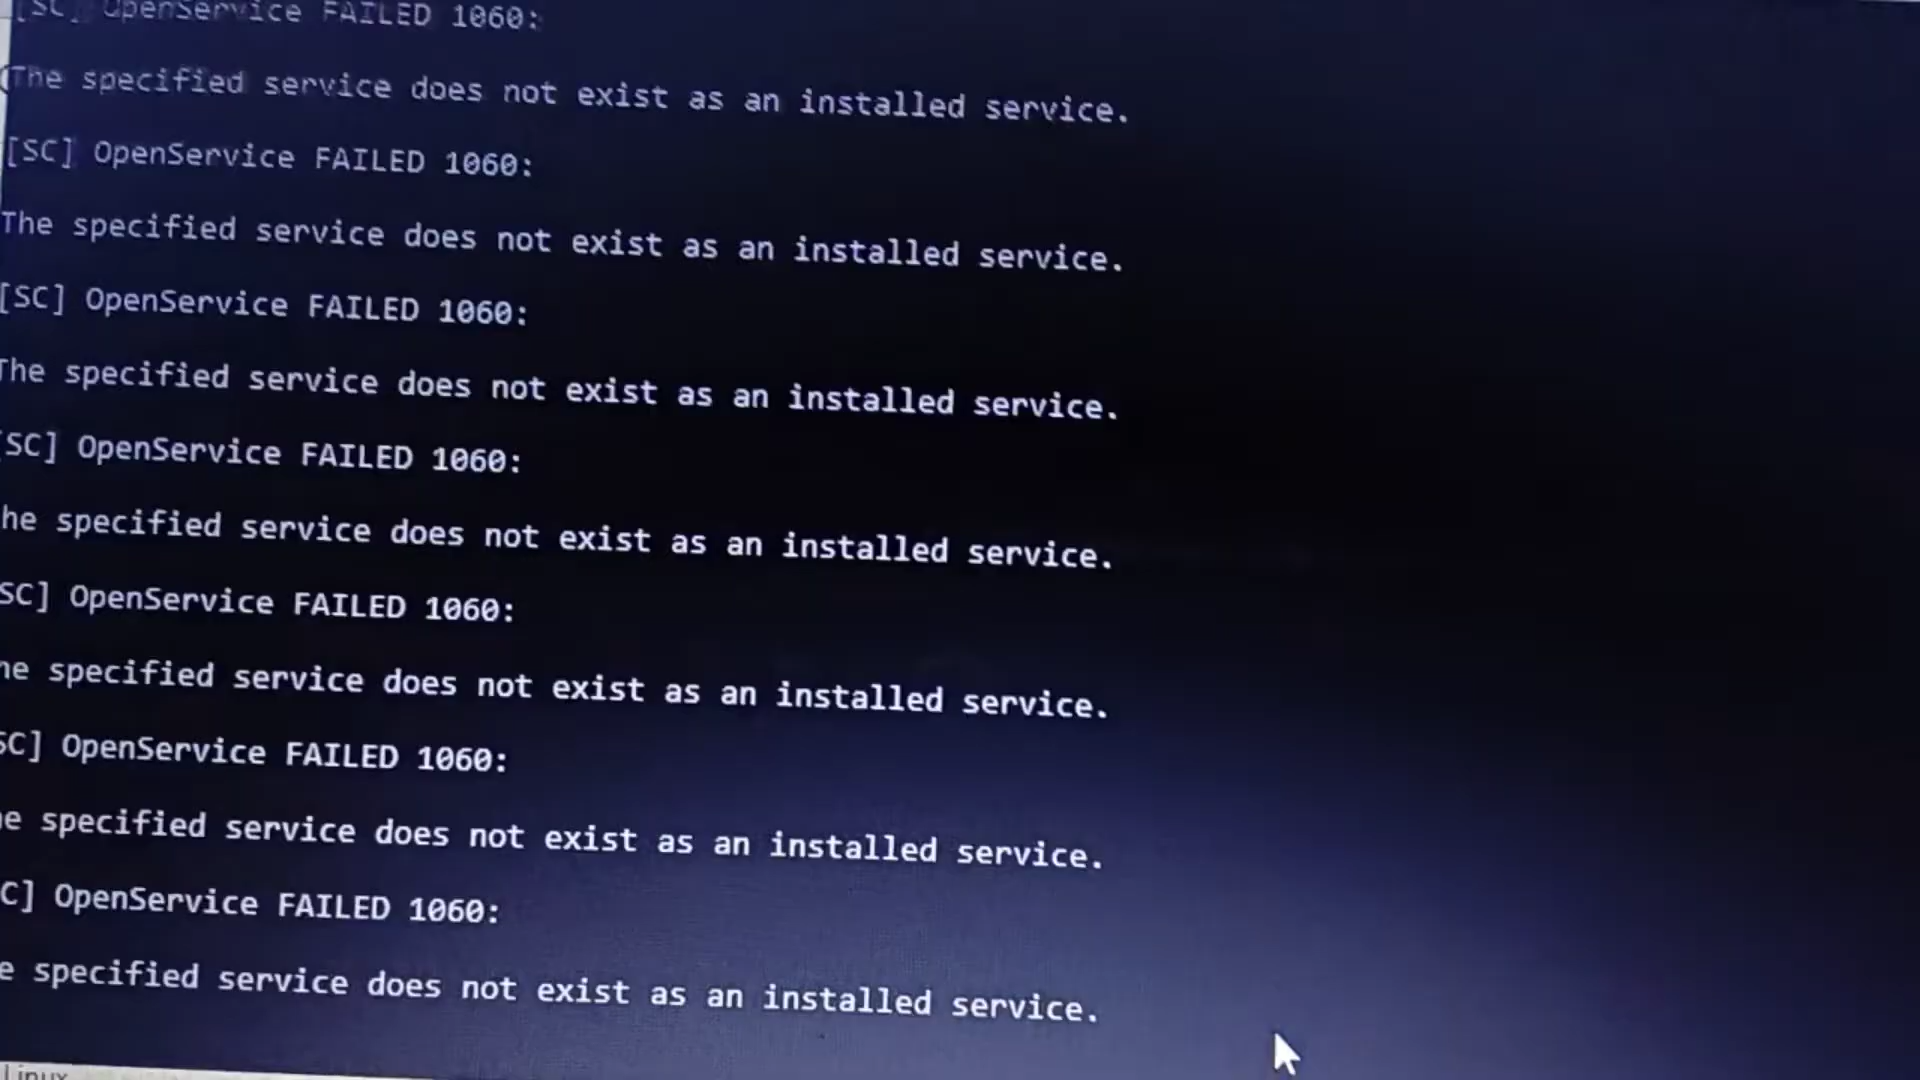 [SC] OpenService FAILED 1060:
The specified service does not exist as an installed service.
[SC] OpenService FAILED 1060:
The specified service does not exist as an installed service.
[SC] OpenService FAILED 1060:
The specified service does not exist as an installed service.
[SC] OpenService FAILED 1060:
he specified service does not exist as an installed service.
SC] OpenService FAILED 1060:
he specified service does not exist as an installed service.
SC] OpenService FAILED 1060:
e specified service does not exist as an installed service.
C] OpenService FAILED 1060:
e specified service does not exist as an installed service.
Linux